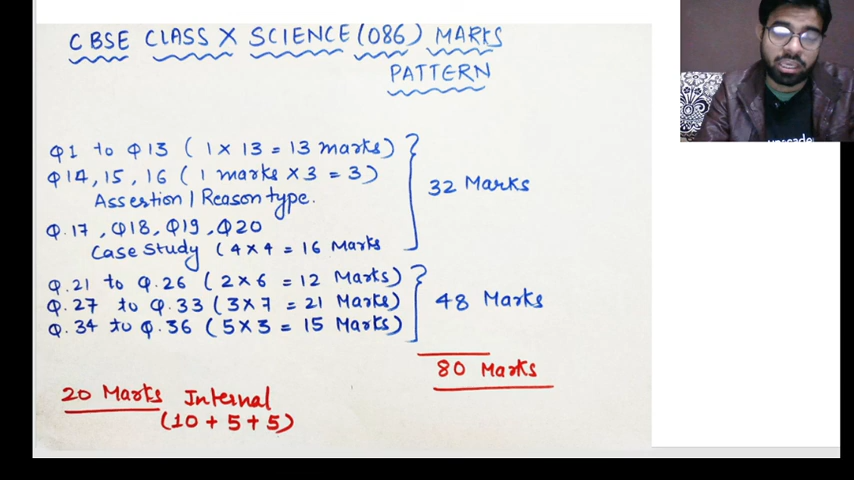 CBSE CLASS X SCIENCE (086) MARKS
PATTERN
Q1 to Q13 (1 x 13 = 13 marks)
Q14, 15, 16 (1 marks x 3 = 3)
Assestion / Reason type.
32 Marks
Q.17, Q18, Q19, Q20
Case Study (4 x 4 = 16 Marks
Q.21 to Q.26 (2 x 6 = 12 Marks)
Q.27 to Q.33 (3 x 7 = 21 Marks)
48 Marks
Q.34 to Q.36 (5 x 3 = 15 Marks)
80 Marks
20 Marks Internal
(10 + 5 + 5)